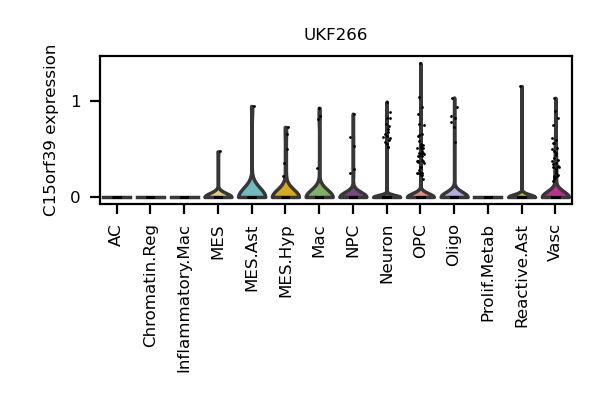 UKF266
C15orf39 expression
1
0
AC
Chromatin.Reg
Inflammatory.Mac
MES
MES.Ast
MES.Hyp
Mac
NPC
Neuron
OPC
Oligo
Prolif.Metab
Reactive.Ast
Vasc